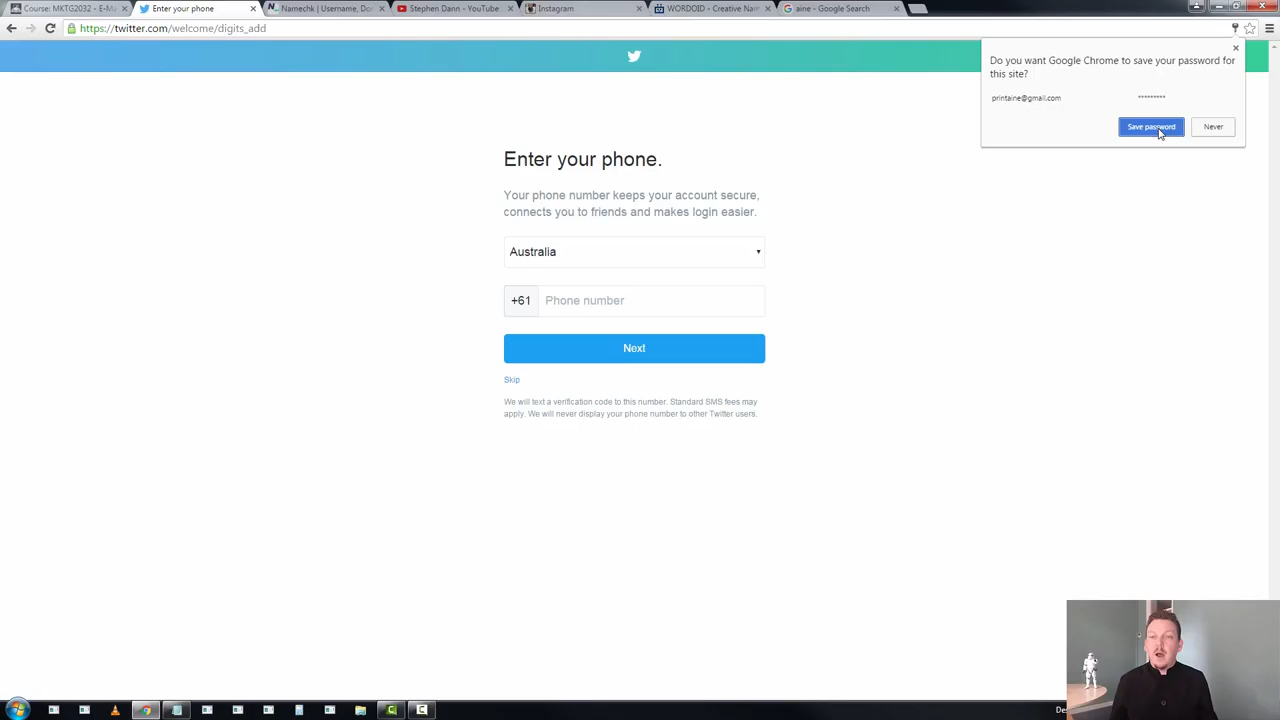 Course: MKTG2032 - E-Ma
Enter your phone
Namechk | Username, Do
Stephen Dann - YouTube
Instagram
WORDOID - Creative Nam
aine - Google Search
https://twitter.com/welcome/digits_add
Do you want Google Chrome to save your password for
this site?
printaine@gmail.com
*********
Save password
Never
Enter your phone.
Your phone number keeps your account secure,
connects you to friends and makes login easier.
Australia
+61
Phone number
Next
Skip
We will text a verification code to this number. Standard SMS fees may
apply. We will never display your phone number to other Twitter users.